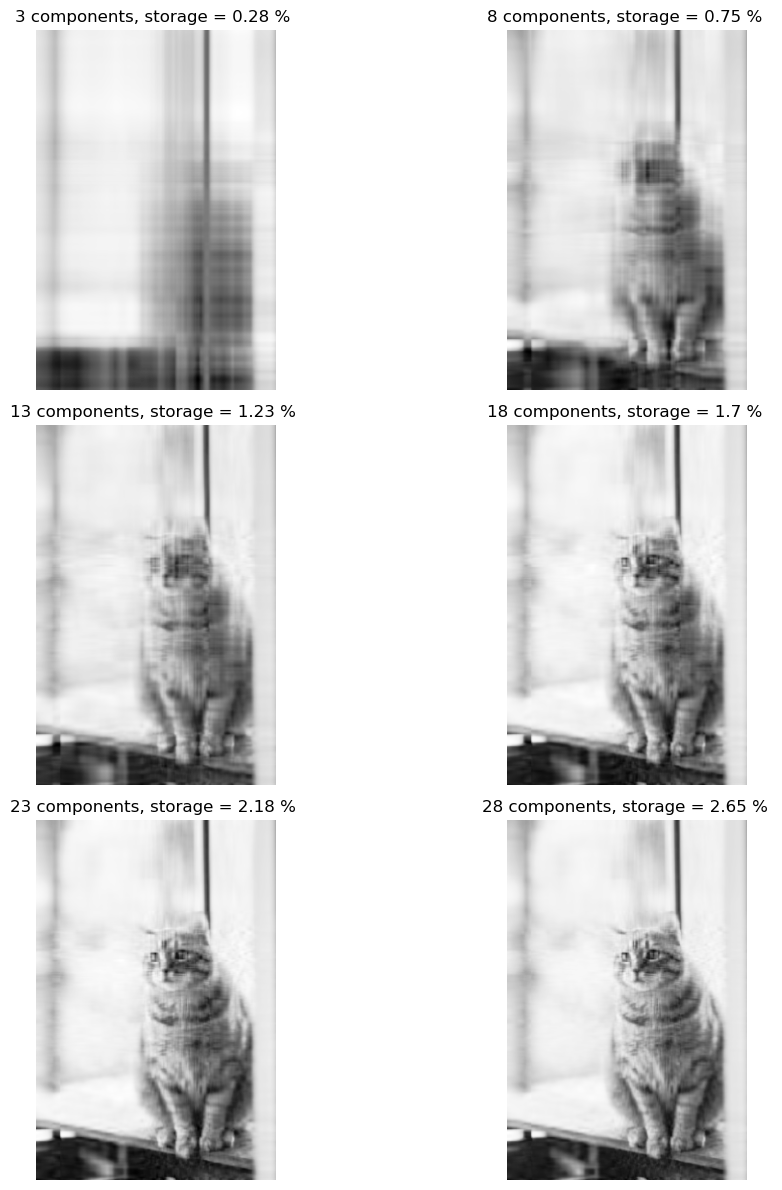 3 components, storage = 0.28 %
8 components, storage = 0.75 %
13 components, storage = 1.23 %
18 components, storage = 1.7 %
23 components, storage = 2.18 %
28 components, storage = 2.65 %